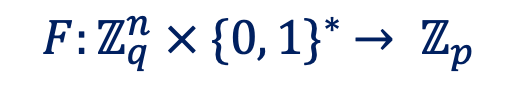 F: ℤ_q^n × {0, 1}^* → ℤ_p